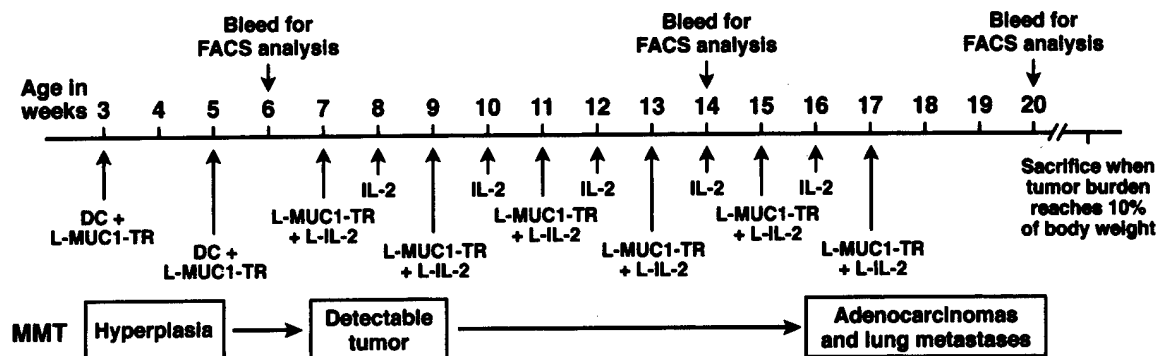 Bleed for
FACS analysis
Bleed for
FACS analysis
Bleed for
FACS analysis
Age in
weeks
3 4 5 6 7 8 9 10 11 12 13 14 15 16 17 18 19 20
IL-2 IL-2 IL-2 IL-2 IL-2
DC +
L-MUC1-TR
L-MUC1-TR
+ L-IL-2
L-MUC1-TR
+ L-IL-2
L-MUC1-TR
+ L-IL-2
Sacrifice when
tumor burden
reaches 10%
of body weight
DC +
L-MUC1-TR
L-MUC1-TR
+ L-IL-2
L-MUC1-TR
+ L-IL-2
L-MUC1-TR
+ L-IL-2
MMT
Hyperplasia
Detectable
tumor
Adenocarcinomas
and lung metastases